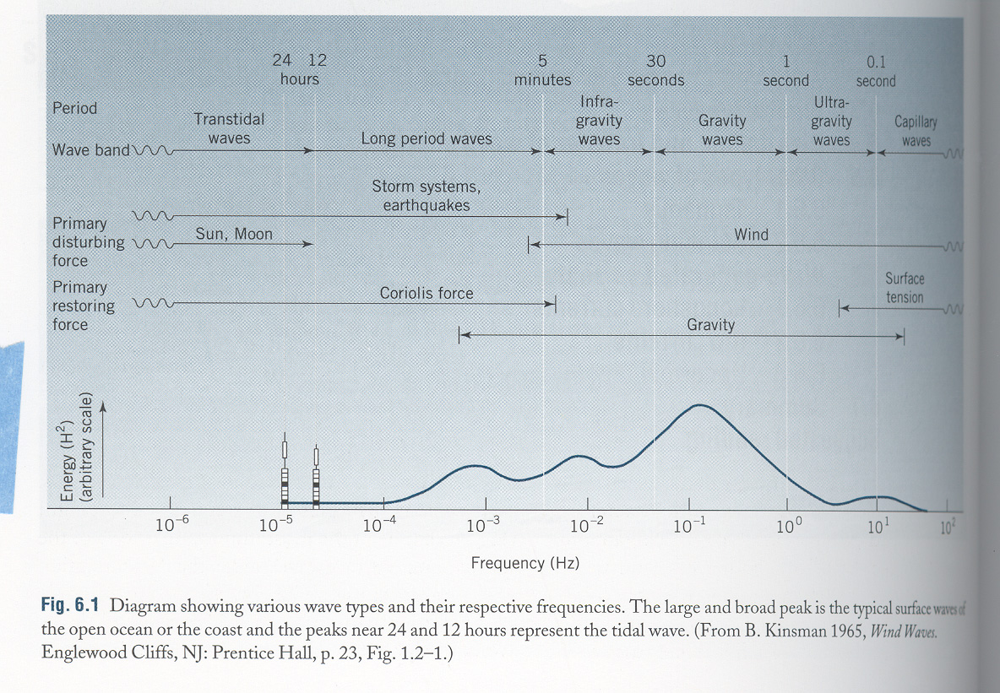 24 12
hours
5
minutes
30
seconds
1
second
0.1
second
Period
Transtidal
waves
Long period waves
Infra-
gravity
waves
Gravity
waves
Ultra-
gravity
waves
Capillary
waves
Wave band
Storm systems,
earthquakes
Primary
disturbing
force
Sun, Moon
Wind
Primary
restoring
force
Coriolis force
Surface
tension
Gravity
Energy (H²)
(arbitrary scale)
10⁻⁶ 10⁻⁵ 10⁻⁴ 10⁻³ 10⁻² 10⁻¹ 10⁰ 10¹ 10²
Frequency (Hz)
Fig. 6.1 Diagram showing various wave types and their respective frequencies. The large and broad peak is the typical surface waves of
the open ocean or the coast and the peaks near 24 and 12 hours represent the tidal wave. (From B. Kinsman 1965, Wind Waves.
Englewood Cliffs, NJ: Prentice Hall, p. 23, Fig. 1.2–1.)